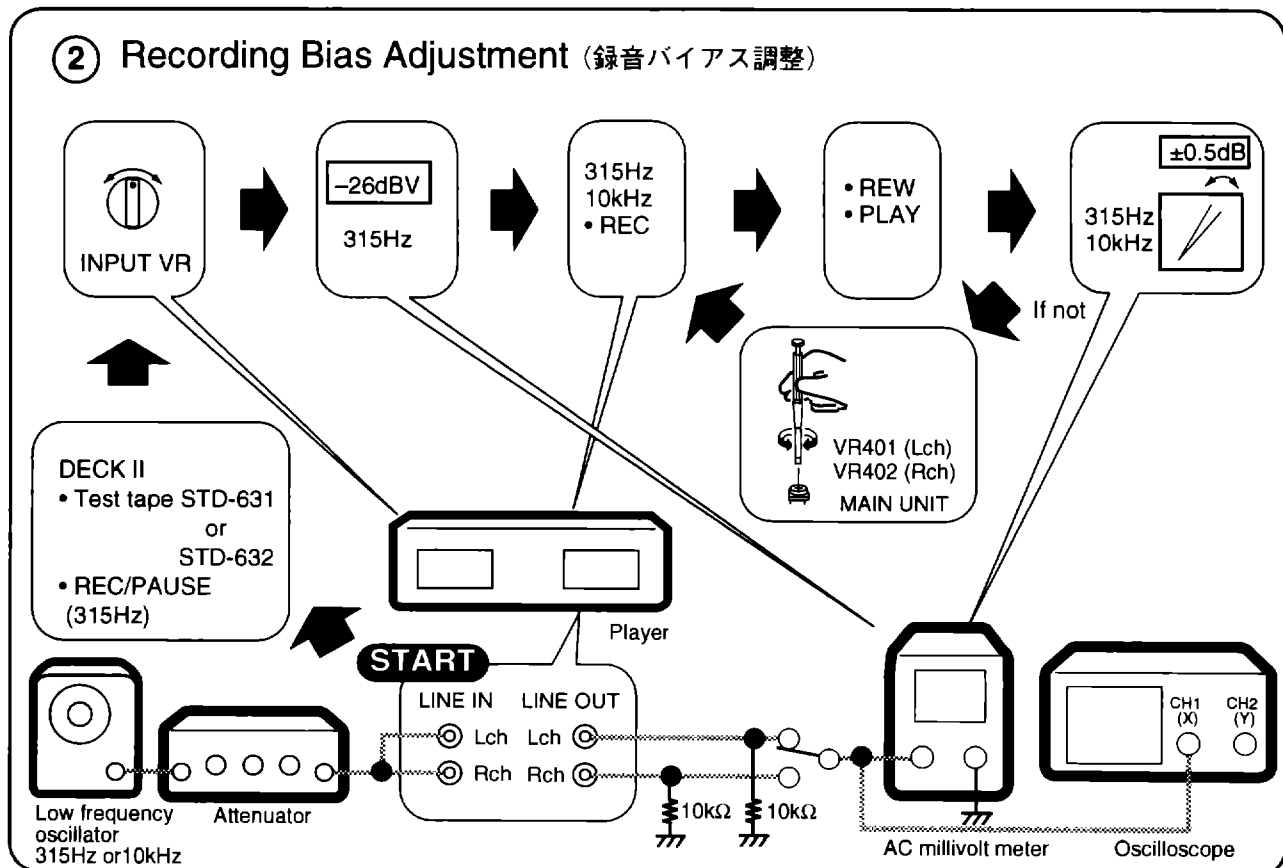 ② Recording Bias Adjustment (録音バイアス調整)
INPUT VR
−26dBV
315Hz
315Hz
10kHz
• REC
• REW
• PLAY
±0.5dB
315Hz
10kHz
If not
VR401 (Lch)
VR402 (Rch)
MAIN UNIT
DECK II
• Test tape STD-631
or
STD-632
• REC/PAUSE
(315Hz)
Player
START
LINE IN LINE OUT
Lch Lch
Rch Rch
10kΩ 10kΩ
CH1
(X)
CH2
(Y)
Low frequency
oscillator
315Hz or10kHz
Attenuator
AC millivolt meter
Oscilloscope